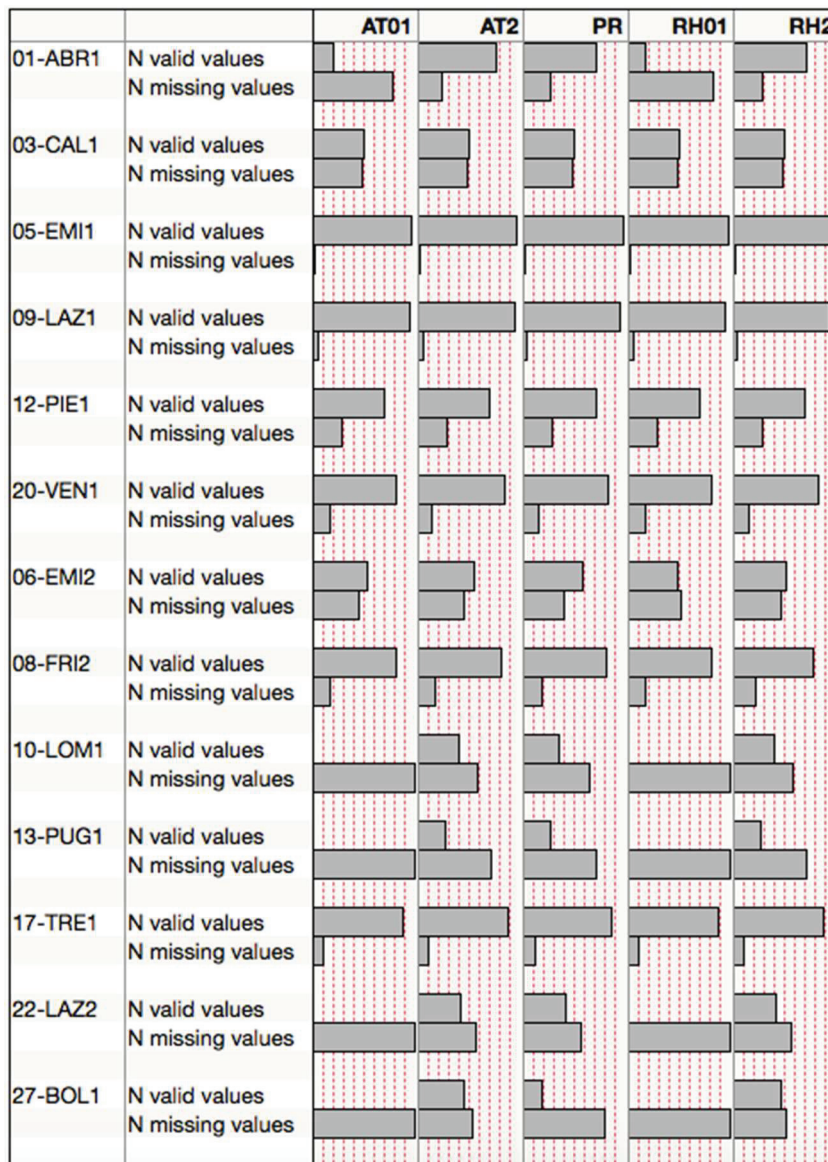 AT01 AT2 PR RH01 RH2
01-ABR1 N valid values
N missing values
03-CAL1 N valid values
N missing values
05-EMI1 N valid values
N missing values
09-LAZ1 N valid values
N missing values
12-PIE1 N valid values
N missing values
20-VEN1 N valid values
N missing values
06-EMI2 N valid values
N missing values
08-FRI2 N valid values
N missing values
10-LOM1 N valid values
N missing values
13-PUG1 N valid values
N missing values
17-TRE1 N valid values
N missing values
22-LAZ2 N valid values
N missing values
27-BOL1 N valid values
N missing values